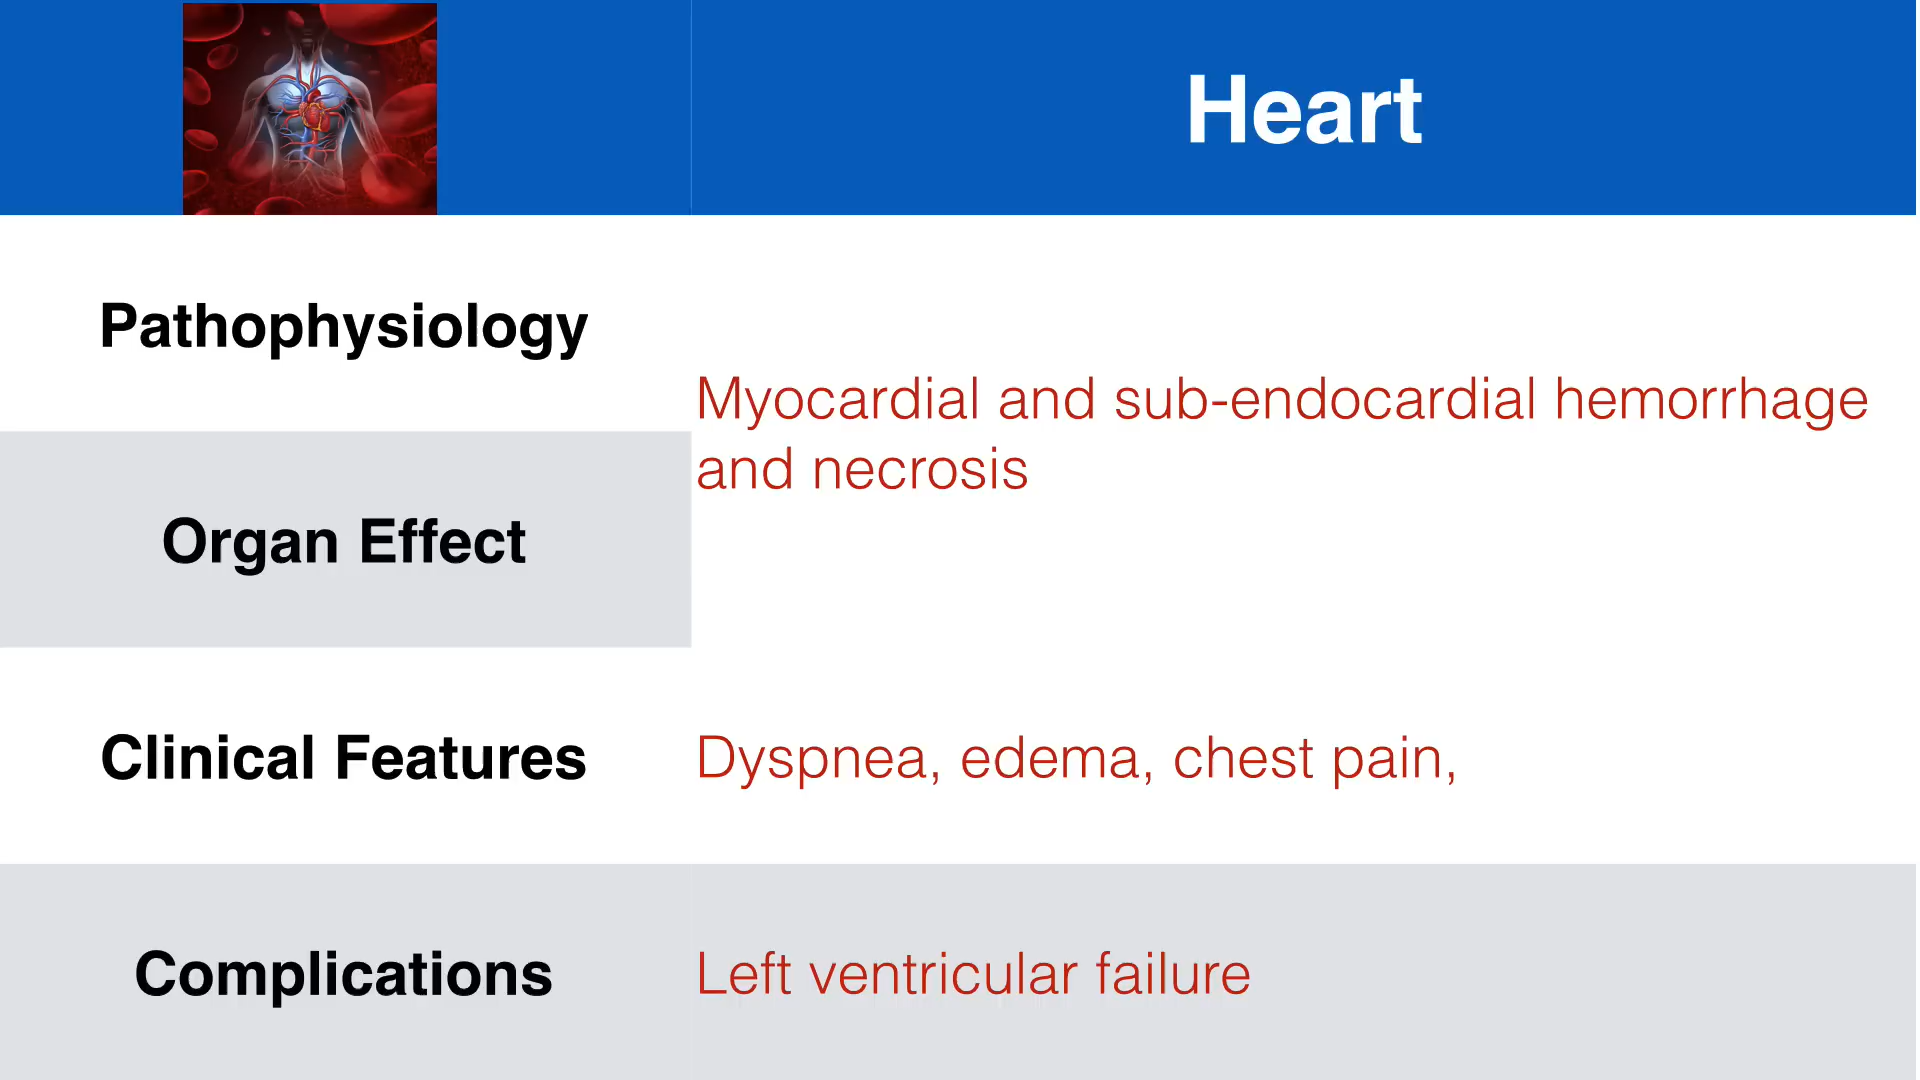 Heart
Pathophysiology
Myocardial and sub-endocardial hemorrhage
and necrosis
Organ Effect
Clinical Features
Dyspnea, edema, chest pain,
Complications
Left ventricular failure